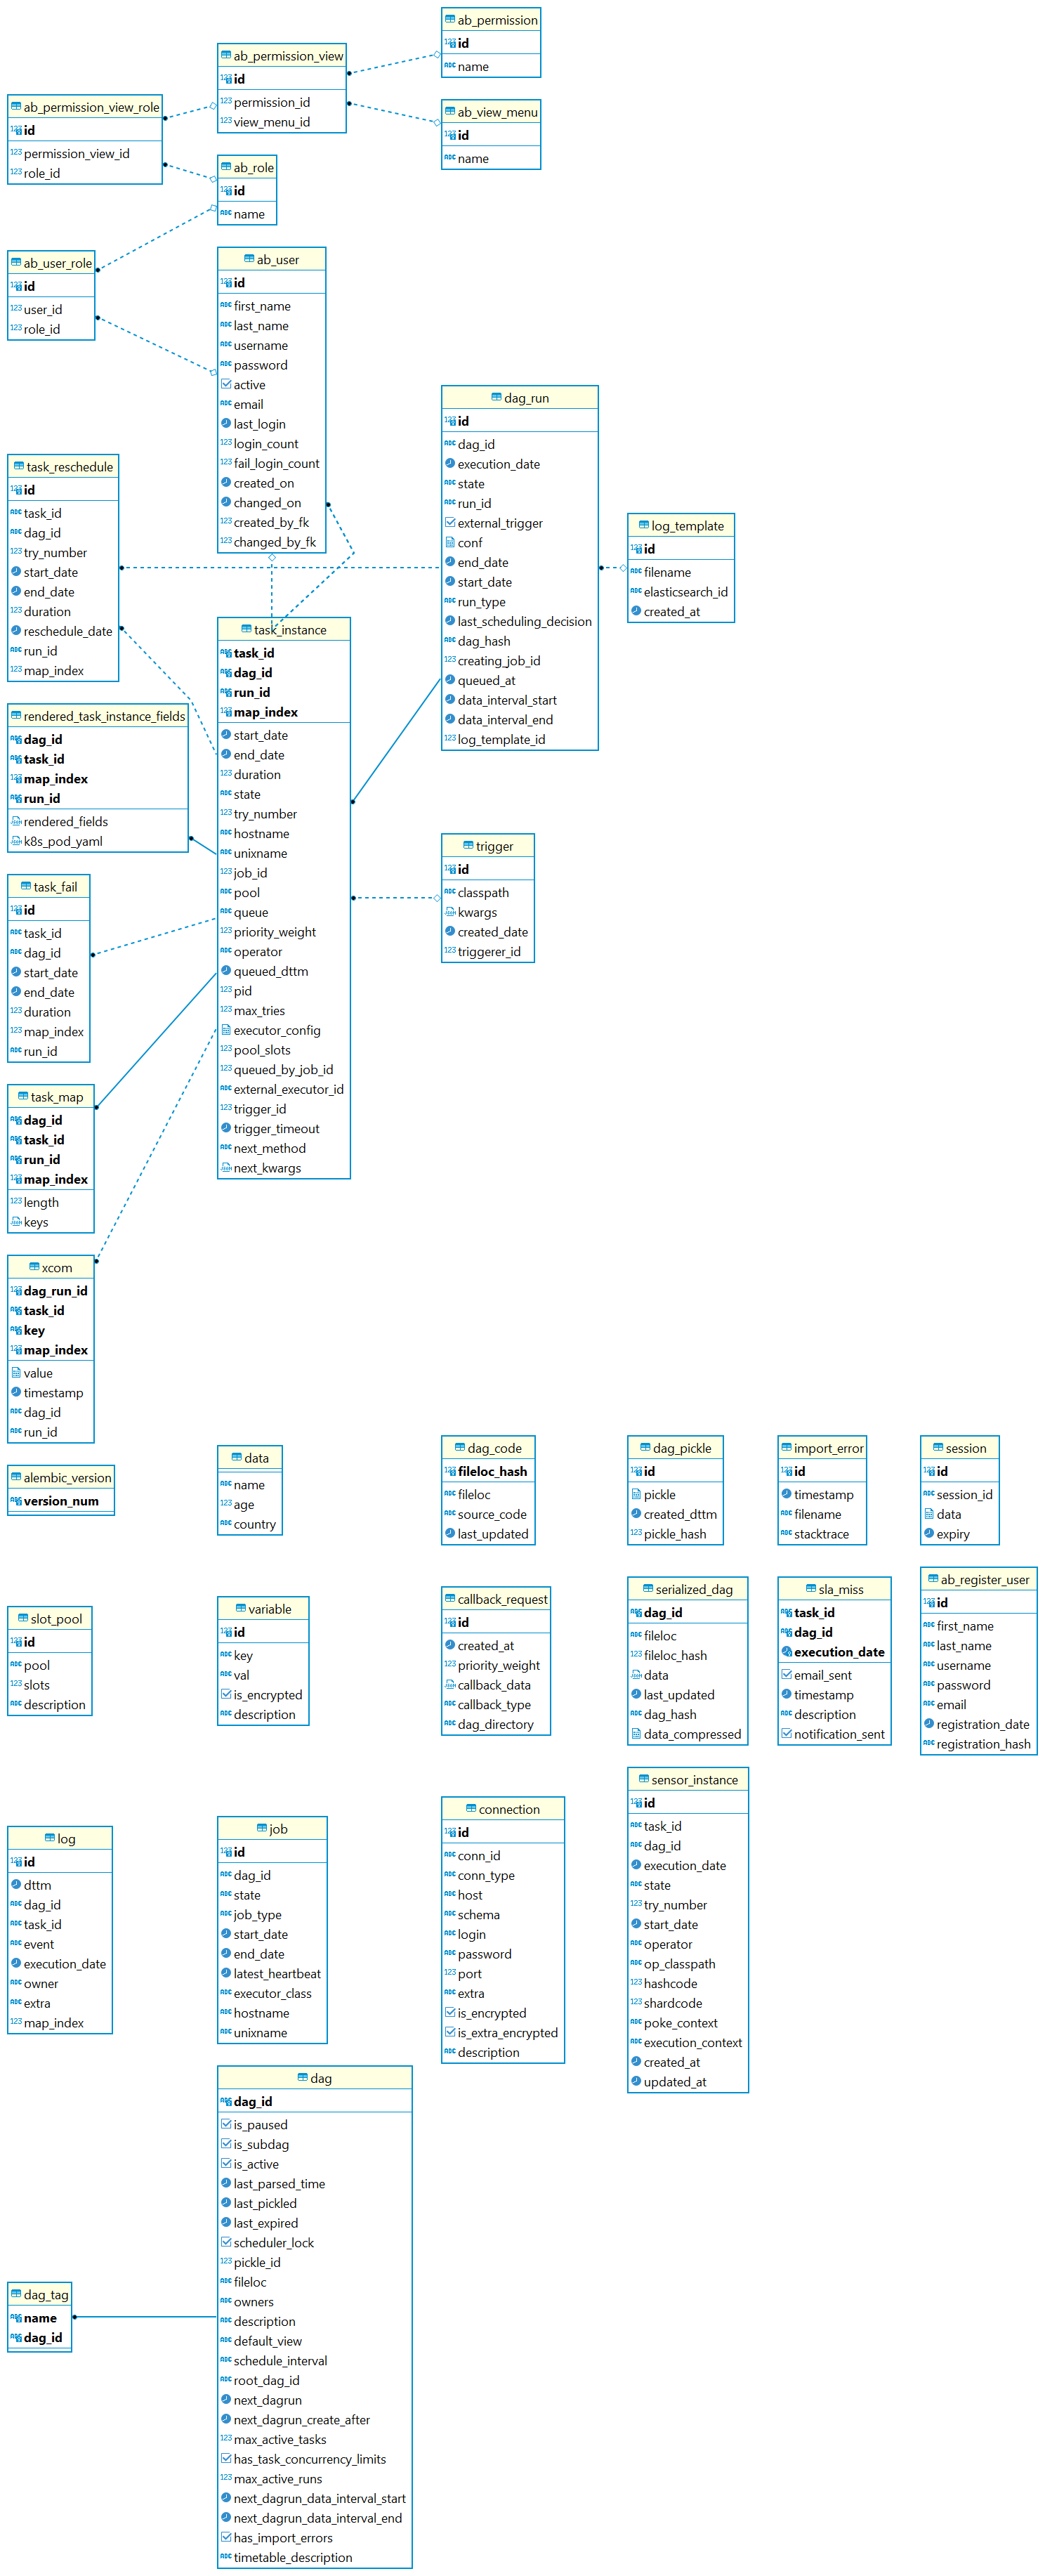 ab_permission
id
name
ab_permission_view
id
permission_id
view_menu_id
ab_permission_view_role
id
permission_view_id
role_id
ab_view_menu
id
name
ab_role
id
name
ab_user_role
id
user_id
role_id
ab_user
id
first_name
last_name
username
password
active
email
last_login
login_count
fail_login_count
created_on
changed_on
created_by_fk
changed_by_fk
dag_run
id
dag_id
execution_date
state
run_id
external_trigger
conf
end_date
start_date
run_type
last_scheduling_decision
dag_hash
creating_job_id
queued_at
data_interval_start
data_interval_end
log_template_id
log_template
id
filename
elasticsearch_id
created_at
task_reschedule
id
task_id
dag_id
try_number
start_date
end_date
duration
reschedule_date
run_id
map_index
task_instance
task_id
dag_id
run_id
map_index
start_date
end_date
duration
state
try_number
hostname
unixname
job_id
pool
queue
priority_weight
operator
queued_dttm
pid
max_tries
executor_config
pool_slots
queued_by_job_id
external_executor_id
trigger_id
trigger_timeout
next_method
next_kwargs
rendered_task_instance_fields
dag_id
task_id
map_index
run_id
rendered_fields
k8s_pod_yaml
trigger
id
classpath
kwargs
created_date
triggerer_id
task_fail
id
task_id
dag_id
start_date
end_date
duration
map_index
run_id
task_map
dag_id
task_id
run_id
map_index
length
keys
xcom
dag_run_id
task_id
key
map_index
value
timestamp
dag_id
run_id
alembic_version
version_num
data
name
age
country
dag_code
fileloc_hash
fileloc
source_code
last_updated
dag_pickle
id
pickle
created_dttm
pickle_hash
import_error
id
timestamp
filename
stacktrace
session
id
session_id
data
expiry
slot_pool
id
pool
slots
description
variable
id
key
val
is_encrypted
description
callback_request
id
created_at
priority_weight
callback_data
callback_type
dag_directory
serialized_dag
dag_id
fileloc
fileloc_hash
data
last_updated
dag_hash
data_compressed
sla_miss
task_id
dag_id
execution_date
email_sent
timestamp
description
notification_sent
ab_register_user
id
first_name
last_name
username
password
email
registration_date
registration_hash
log
id
dttm
dag_id
task_id
event
execution_date
owner
extra
map_index
job
id
dag_id
state
job_type
start_date
end_date
latest_heartbeat
executor_class
hostname
unixname
connection
id
conn_id
conn_type
host
schema
login
password
port
extra
is_encrypted
is_extra_encrypted
description
sensor_instance
id
task_id
dag_id
execution_date
state
try_number
start_date
operator
op_classpath
hashcode
shardcode
poke_context
execution_context
created_at
updated_at
dag_tag
name
dag_id
dag
dag_id
is_paused
is_subdag
is_active
last_parsed_time
last_pickled
last_expired
scheduler_lock
pickle_id
fileloc
owners
description
default_view
schedule_interval
root_dag_id
next_dagrun
next_dagrun_create_after
max_active_tasks
has_task_concurrency_limits
max_active_runs
next_dagrun_data_interval_start
next_dagrun_data_interval_end
has_import_errors
timetable_description